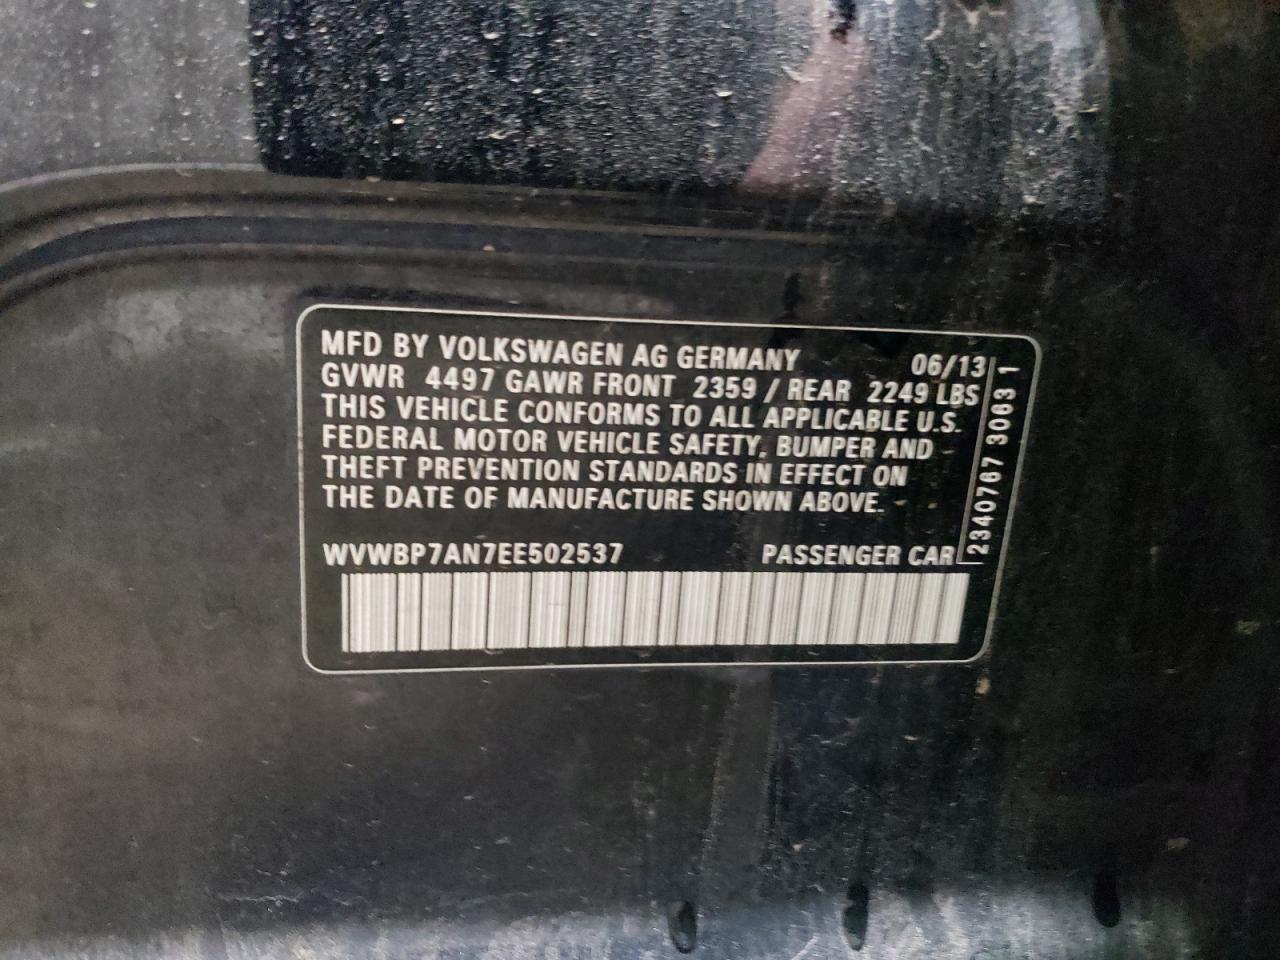 MFD BY VOLKSWAGEN AG GERMANY 06/13
GVWR 4497 GAWR FRONT 2359 / REAR 2249 LBS
THIS VEHICLE CONFORMS TO ALL APPLICABLE U.S.
FEDERAL MOTOR VEHICLE SAFETY, BUMPER AND
THEFT PREVENTION STANDARDS IN EFFECT ON
THE DATE OF MANUFACTURE SHOWN ABOVE.
WVWBP7AN7EE502537 PASSENGER CAR
2340767 3063 1